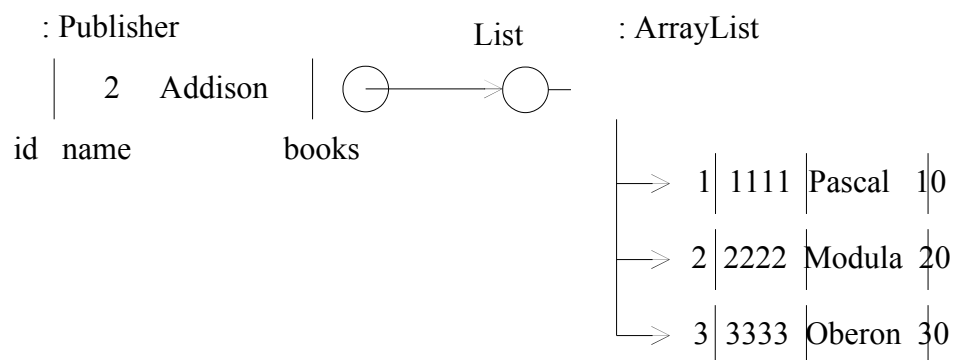 : Publisher List : ArrayList
2 Addison
id name books
1 1111 Pascal 10
2 2222 Modula 20
3 3333 Oberon 30